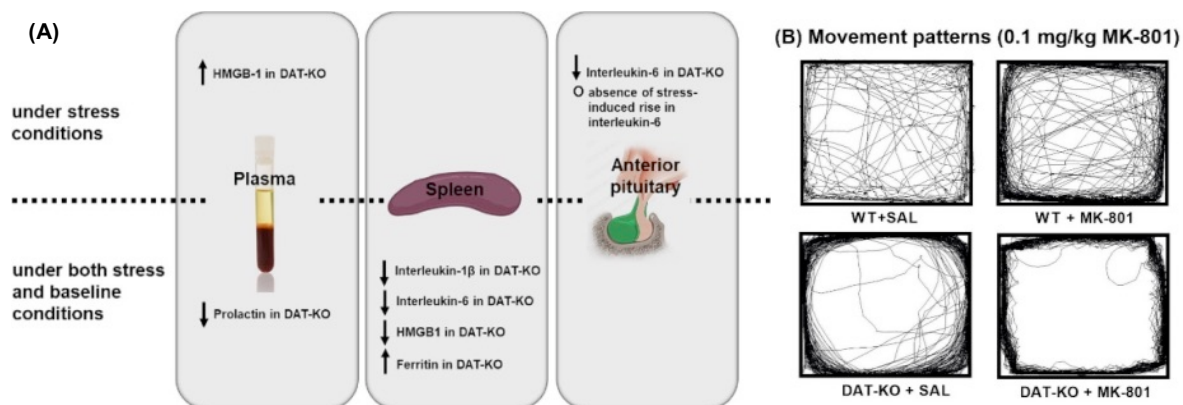 (A)
under stress
conditions
under both stress
and baseline
conditions
HMGB-1 in DAT-KO
Plasma
Prolactin in DAT-KO
Spleen
Interleukin-1β in DAT-KO
Interleukin-6 in DAT-KO
HMGB1 in DAT-KO
Ferritin in DAT-KO
Interleukin-6 in DAT-KO
O absence of stress-
induced rise in
interleukin-6
Anterior
pituitary
(B) Movement patterns (0.1 mg/kg MK-801)
WT+SAL
WT + MK-801
DAT-KO + SAL
DAT-KO + MK-801